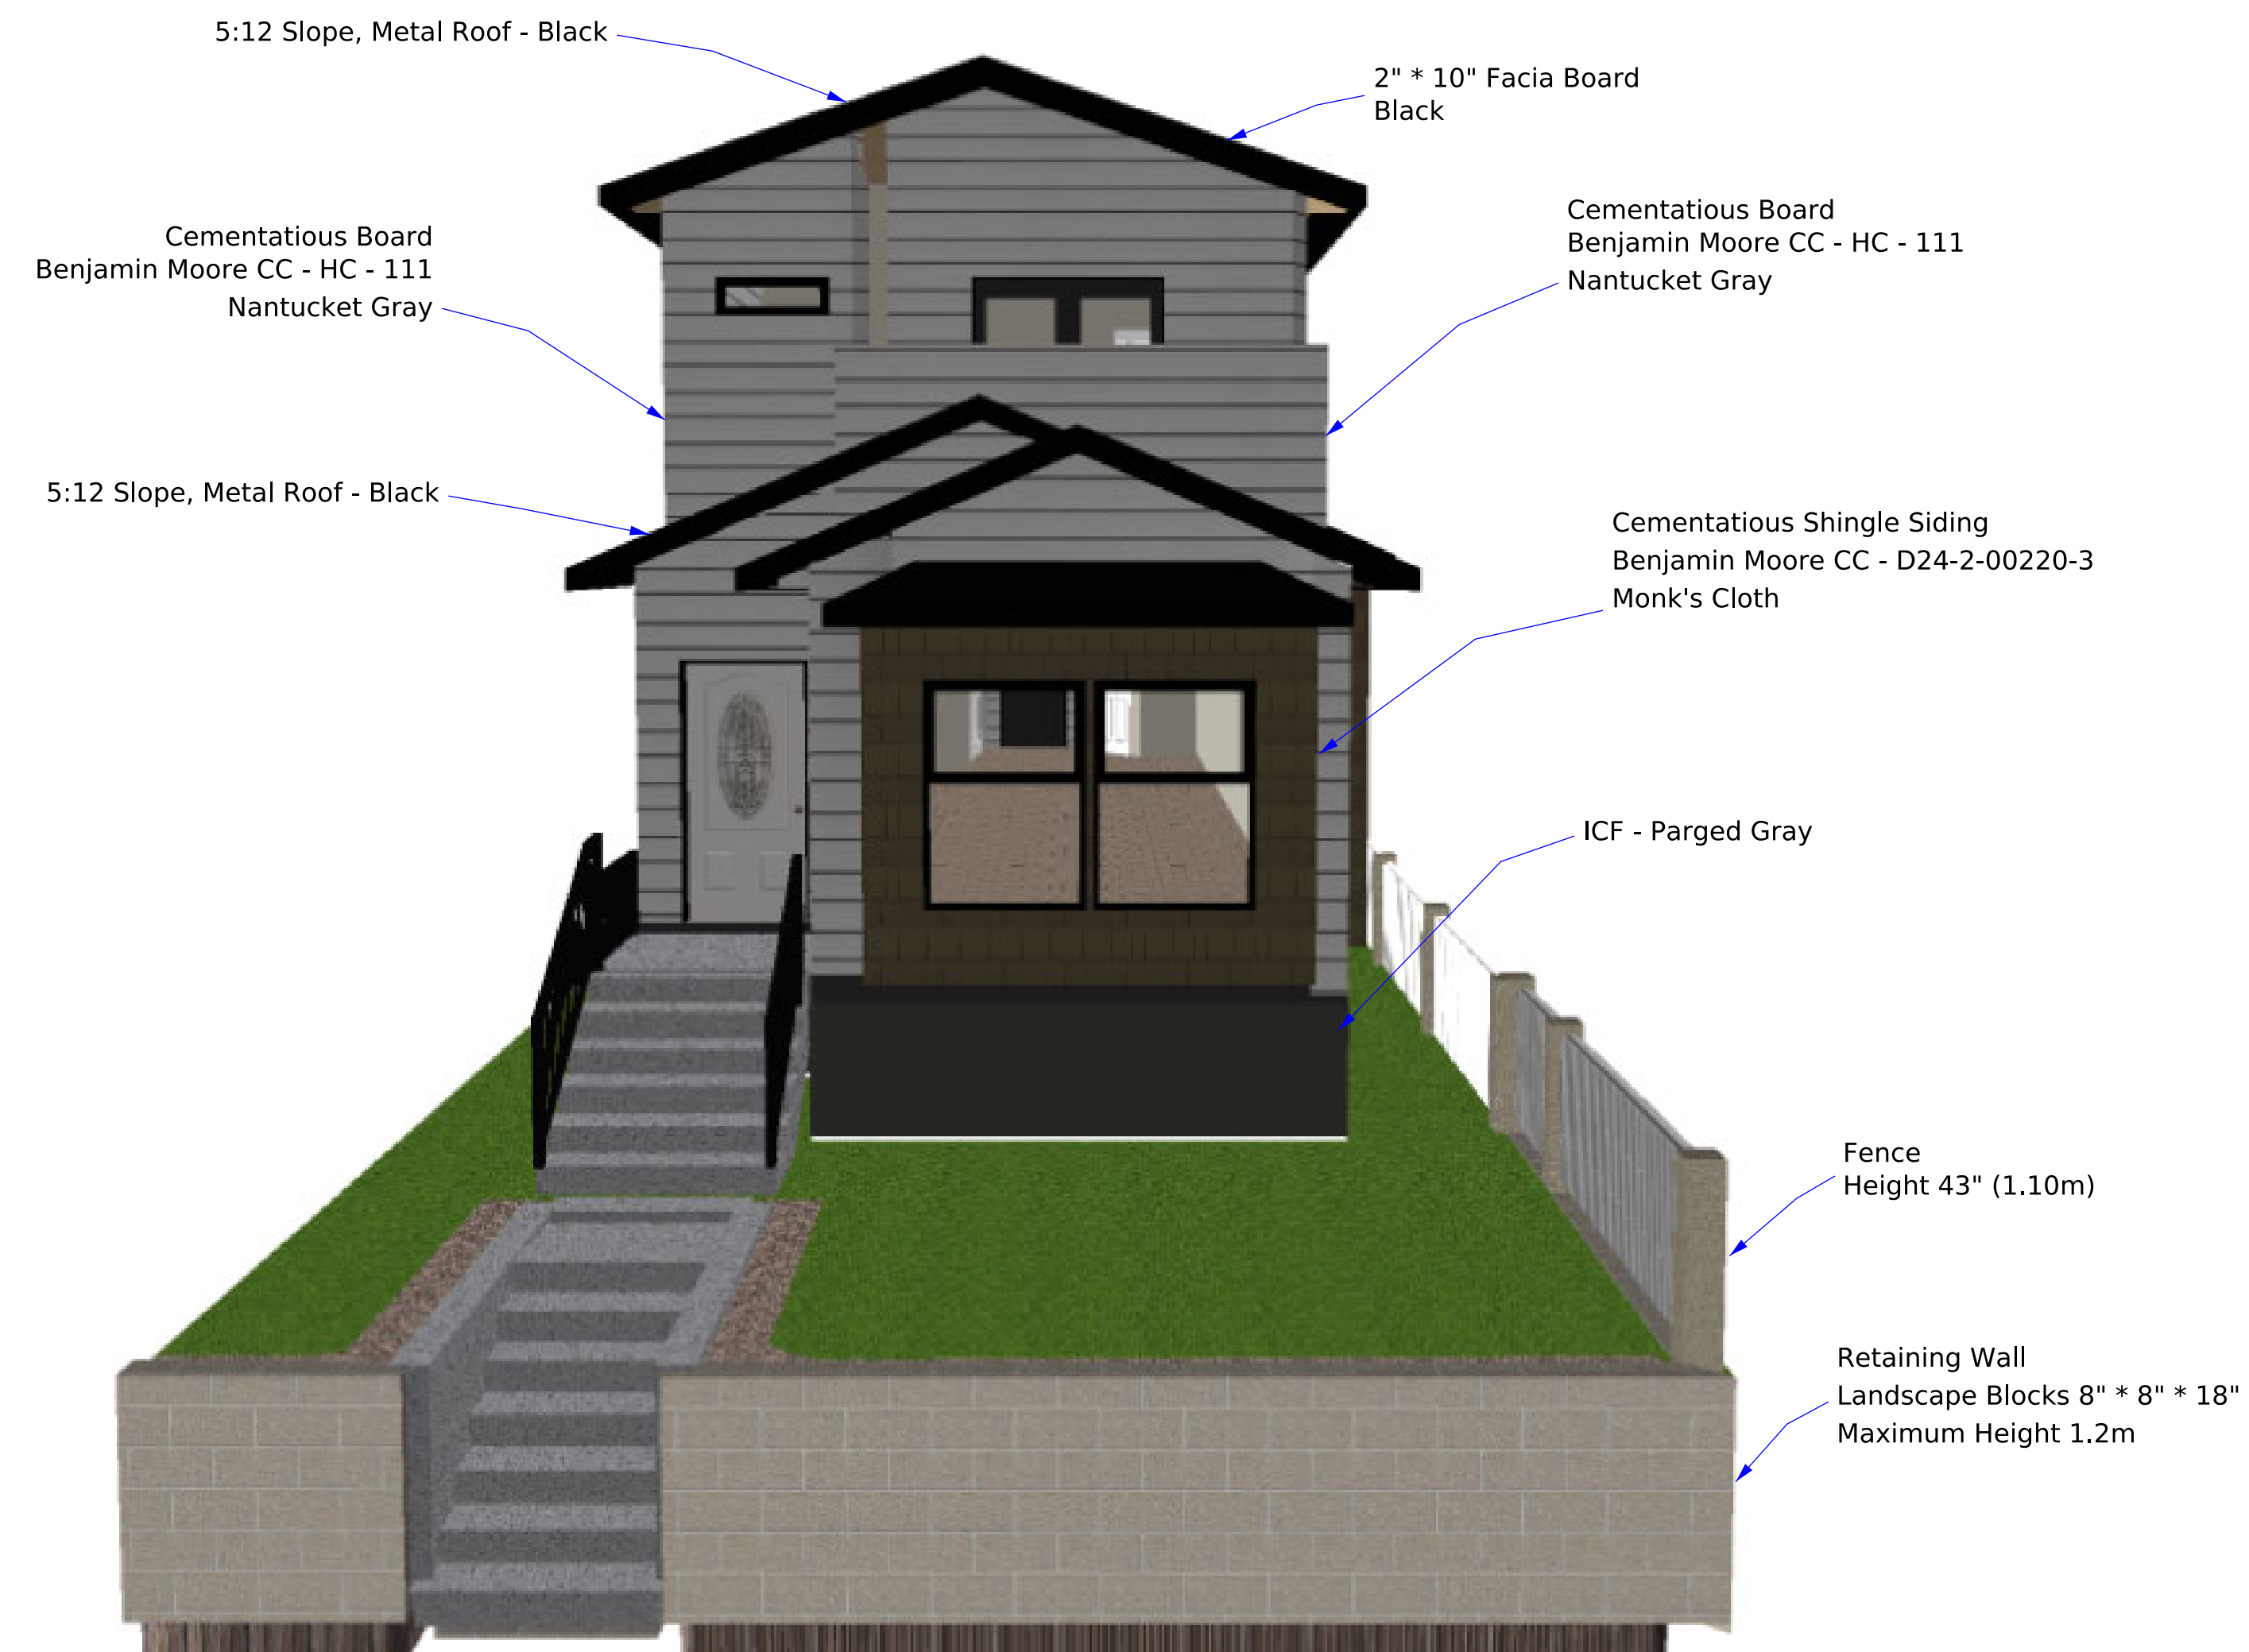 5:12 Slope, Metal Roof - Black
2" * 10" Facia Board
Black
Cementatious Board
Benjamin Moore CC - HC - 111
Nantucket Gray
Cementatious Board
Benjamin Moore CC - HC - 111
Nantucket Gray
5:12 Slope, Metal Roof - Black
Cementatious Shingle Siding
Benjamin Moore CC - D24-2-00220-3
Monk's Cloth
ICF - Parged Gray
Fence
Height 43" (1.10m)
Retaining Wall
Landscape Blocks 8" * 8" * 18"
Maximum Height 1.2m